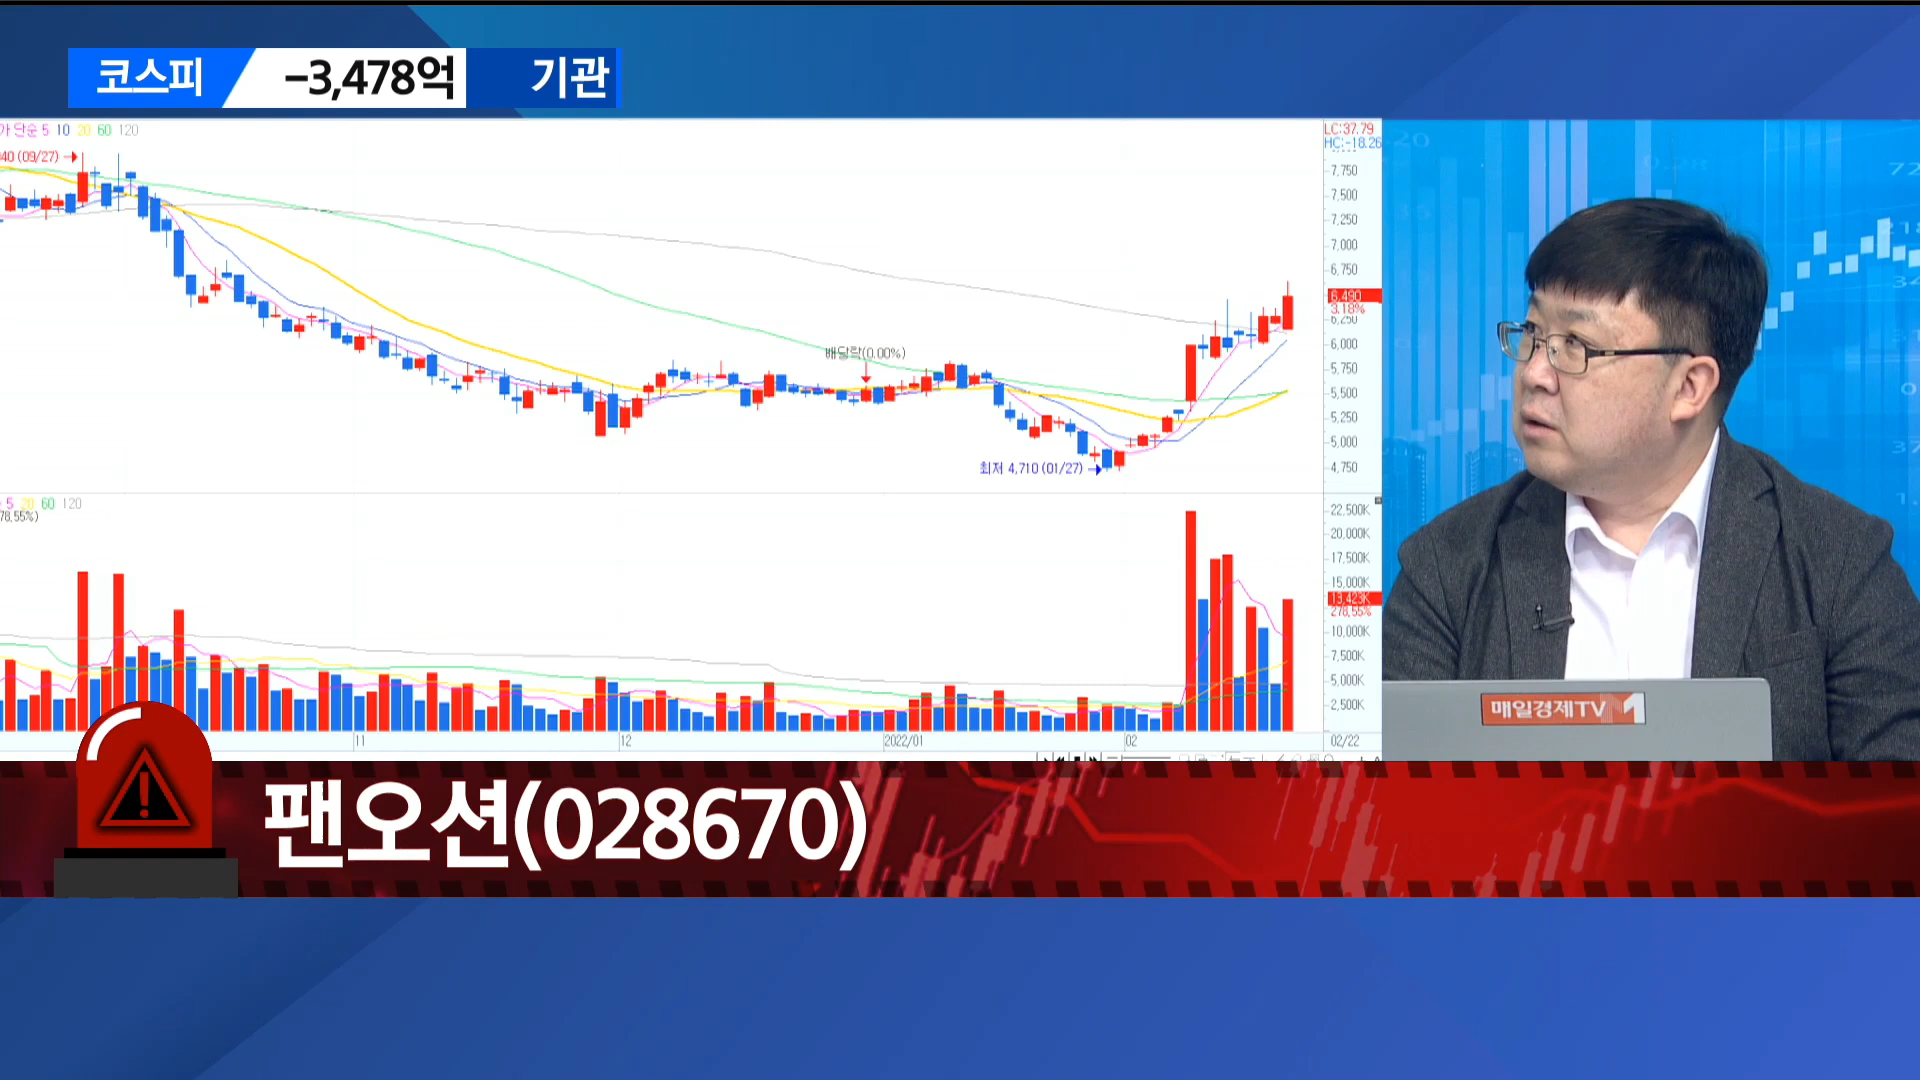 코스피 -3,478억 기관
가 단순 5 10 20 60 120
40 (09/27)
LC:37.79
HC:-18.26
7,750
7,500
7,250
7,000
6,750
6,490
3.18%
6,250
6,000
5,750
5,500
5,250
5,000
4,750
배당락(0.00%)
최저 4,710 (01/27)
5 20 60 120
78.55%)
22,500K
20,000K
17,500K
15,000K
13,423K
278.55%
10,000K
7,500K
5,000K
2,500K
11 12 2022/01 02 02/22
매일경제TV M
팬오션(028670)